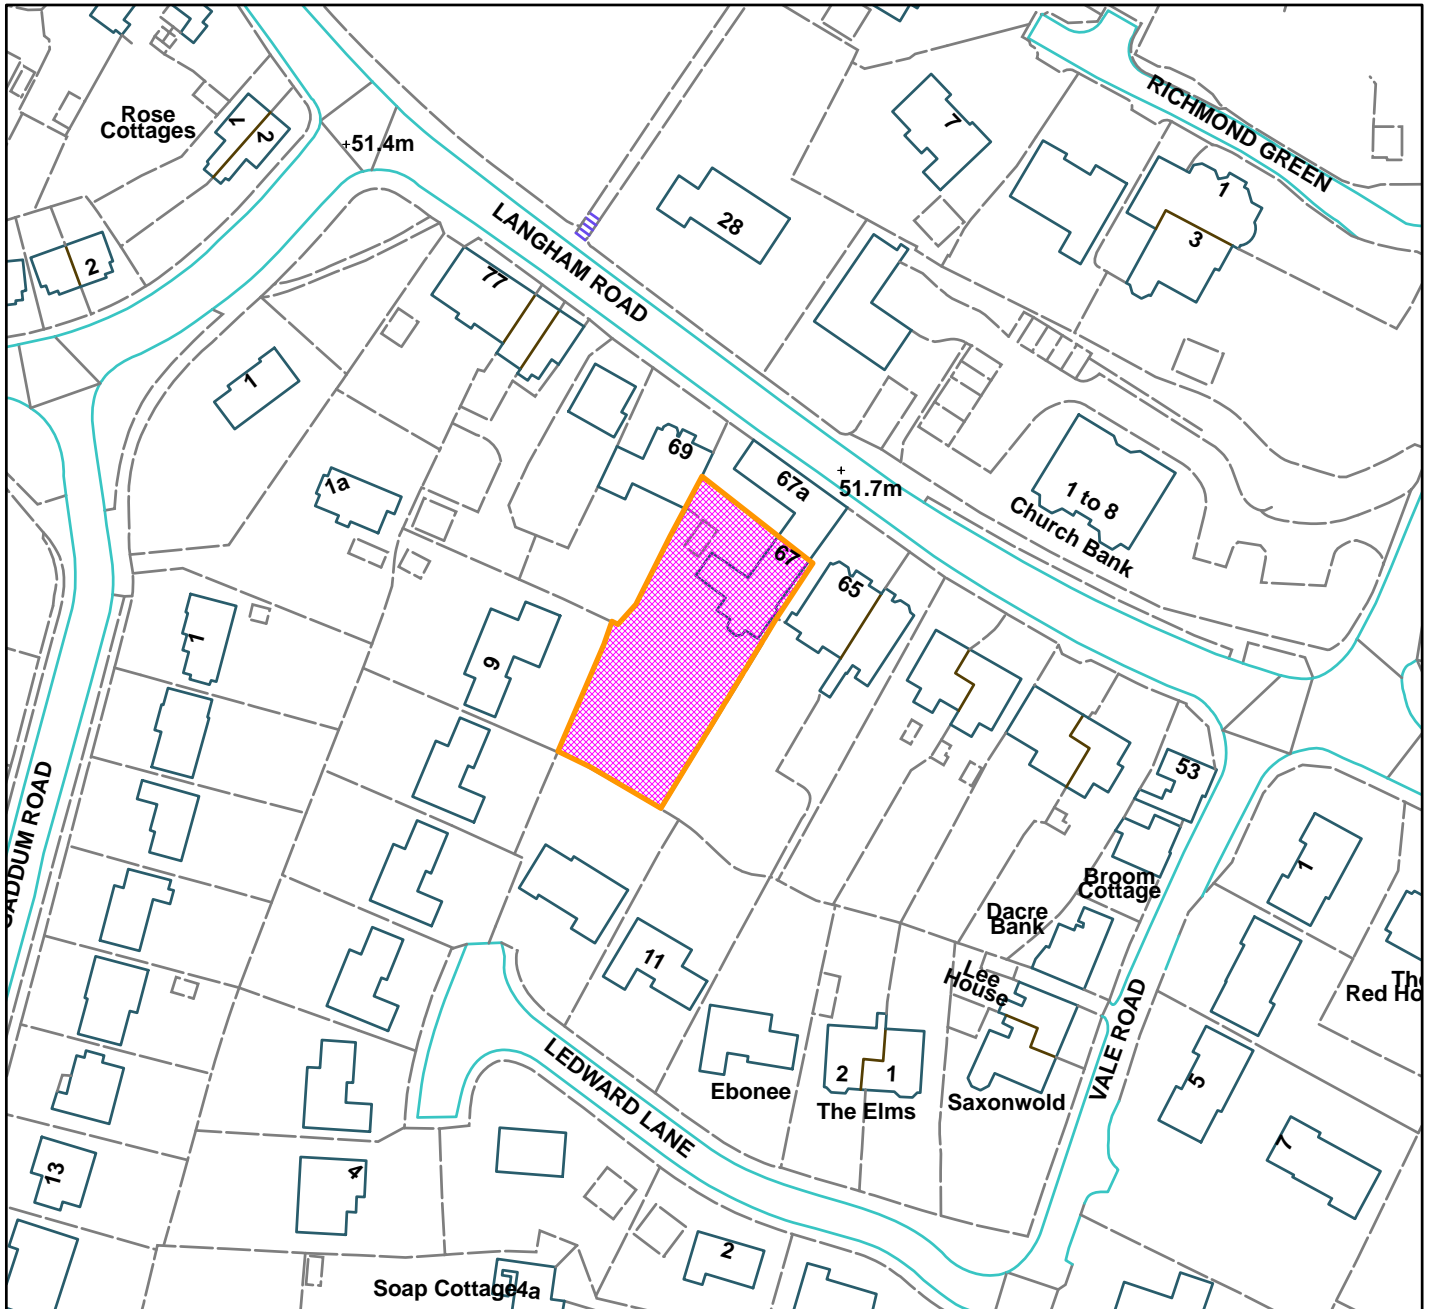 RICHMOND GREEN
Rose
Cottages
1
2
+51.4m
7
1
3
28
LANGHAM ROAD
2
77
1
69
1a
67a
+
51.7m
1 to 8
Church Bank
67
65
1
9
53
SADDUM ROAD
1
Broom
Cottage
Dacre
Bank
Lee
House
11
The
Red Ho
VALE ROAD
LEDWARD LANE
Ebonee
2
1
The Elms
Saxonwold
5
7
13
4
2
Soap Cottage
4a